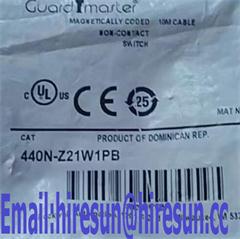 Guardmaster
MAGNETICALLY CODED 10M CABLE
NON-CONTACT
SWITCH
C UL US CE 25
MAT N
CAT PRODUCT OF DOMINICAN REP.
440N-Z21W1PB
Email:hiresun@hiresun.cc